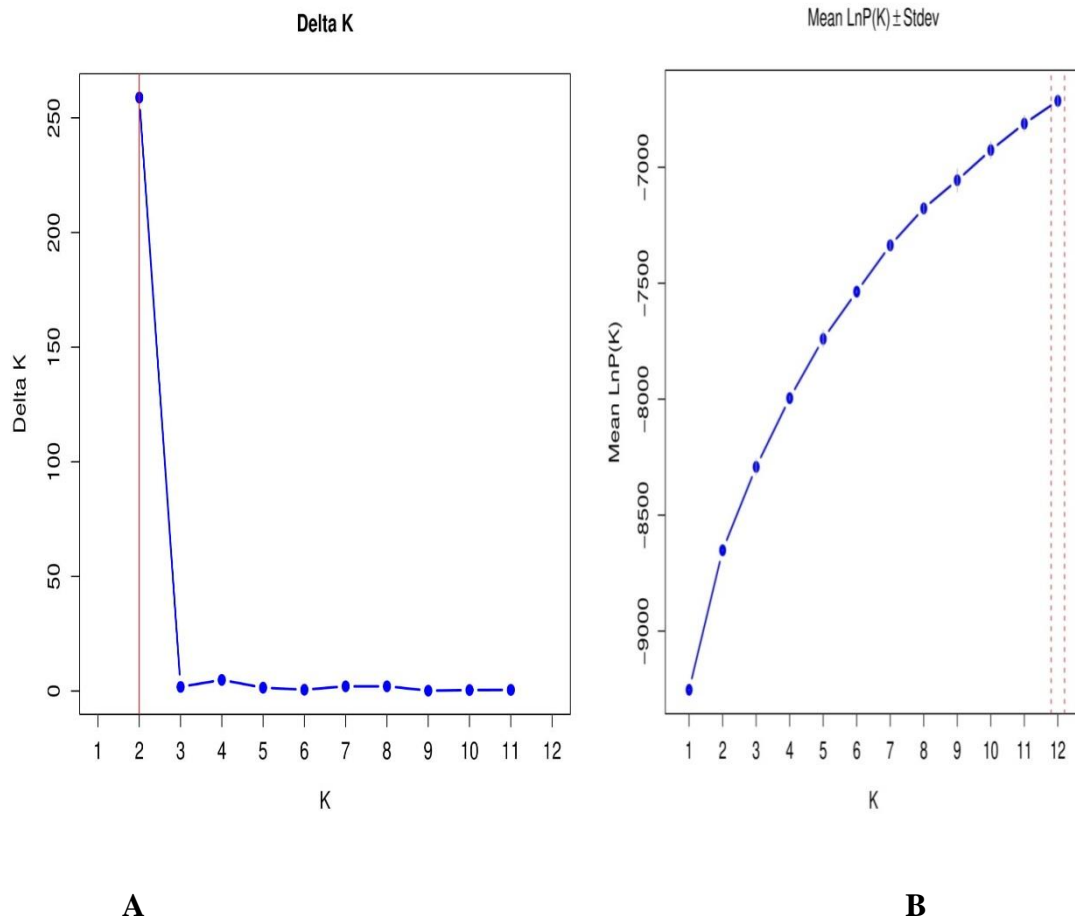 Delta K
Delta K
0
50
100
150
200
250
1 2 3 4 5 6 7 8 9 10 11 12
K
A
Mean LnP(K) ± Stdev
Mean LnP(K)
-9000
-8500
-8000
-7500
-7000
1 2 3 4 5 6 7 8 9 10 11 12
K
B